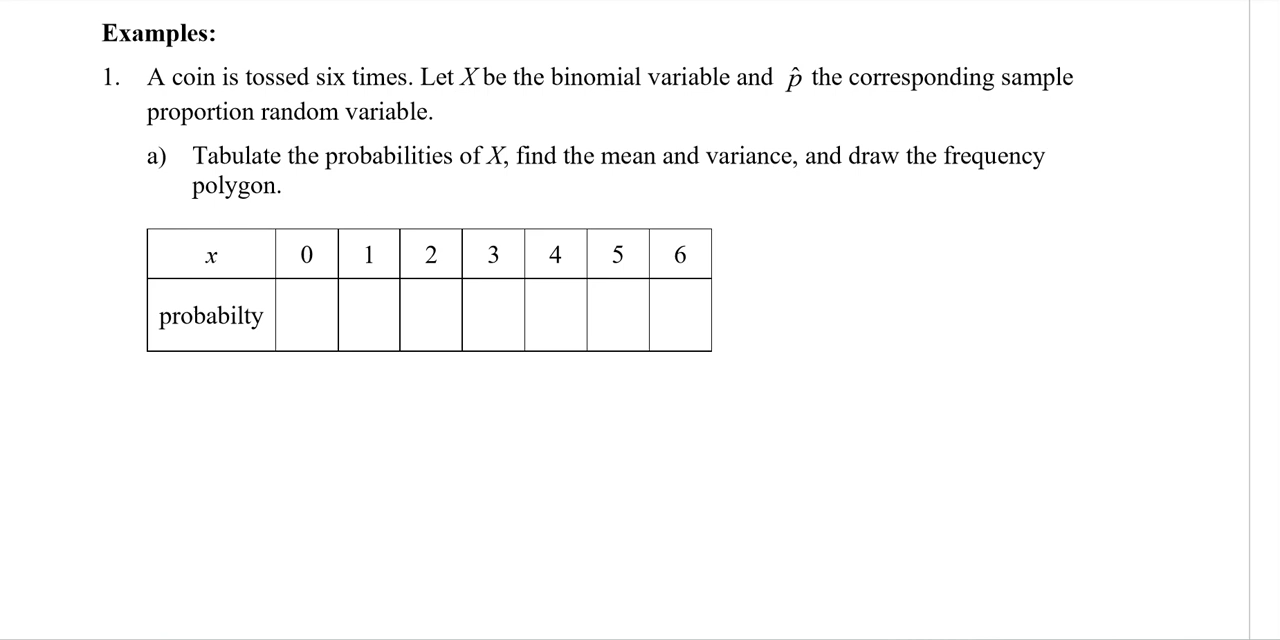 Examples:
1. A coin is tossed six times. Let X be the binomial variable and p̂ the corresponding sample
proportion random variable.
a) Tabulate the probabilities of X, find the mean and variance, and draw the frequency
polygon.
x 0 1 2 3 4 5 6
probabilty